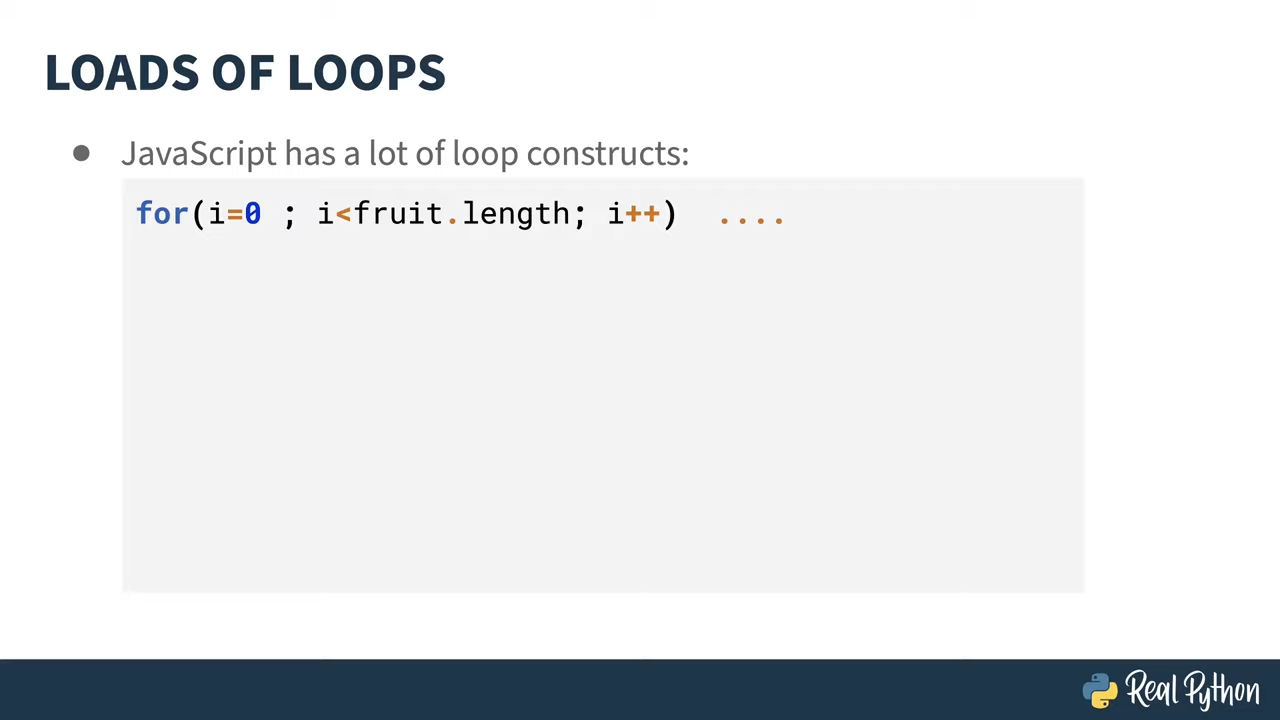 LOADS OF LOOPS
● JavaScript has a lot of loop constructs:
for(i=0 ; i<fruit.length; i++)  ....
Real Python